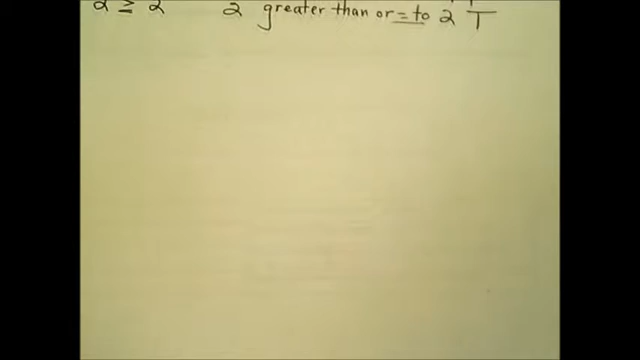 2 ≥ 2 2 greater than or = to 2 T